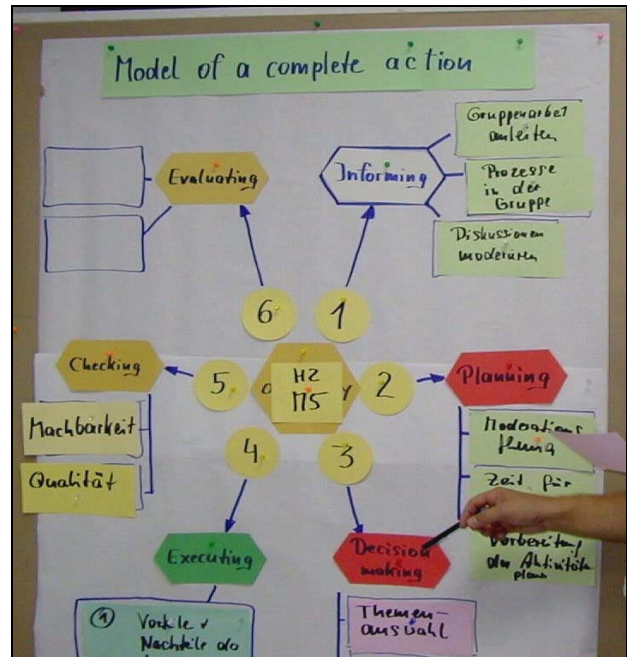 Model of a complete action
Evaluating
Informing
Gruppenarbeit
anleiten
Prozesse
in der
Gruppe
Diskussionen
moderieren
6
1
Checking
5
HZ
M5
2
Planning
Machbarkeit
Qualität
4
3
Moderations
Zeit für
Vorbereitung
der Aktivitäten
plan
Executing
Decision
making
1
Vorteile
Nachteile
Themen-
auswahl